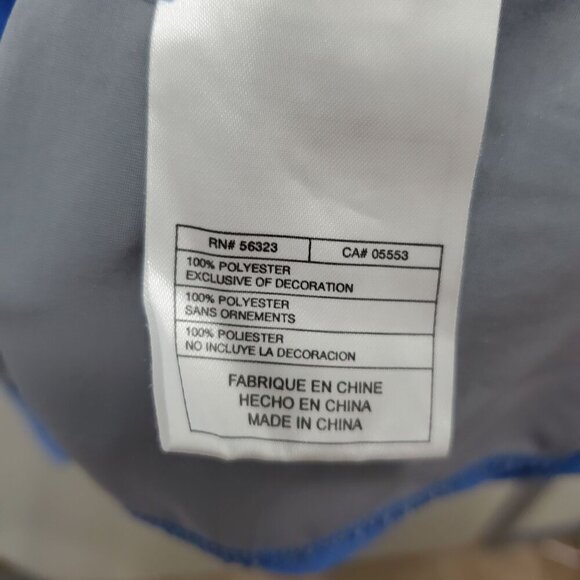 RN# 56323 CA# 05553
100% POLYESTER
EXCLUSIVE OF DECORATION
100% POLYESTER
SANS ORNEMENTS
100% POLIESTER
NO INCLUYE LA DECORACION
FABRIQUE EN CHINE
HECHO EN CHINA
MADE IN CHINA